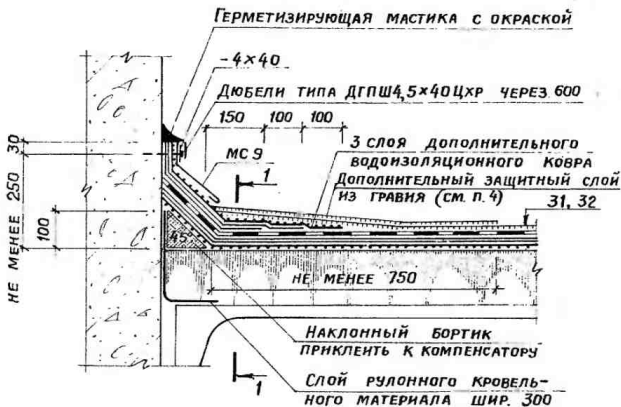 ГЕРМЕТИЗИРУЮЩАЯ МАСТИКА С ОКРАСКОЙ
-4×40
ДЮБЕЛИ ТИПА ДГПШ4,5×40ЦХР ЧЕРЕЗ 600
150 100 100
30
МС 9
3 СЛОЯ ДОПОЛНИТЕЛЬНОГО
ВОДОИЗОЛЯЦИОННОГО КОВРА
1
ДОПОЛНИТЕЛЬНЫЙ ЗАЩИТНЫЙ СЛОЙ
ИЗ ГРАВИЯ (СМ. П. 4)
31, 32
НЕ МЕНЕЕ 250
100
45°
НЕ МЕНЕЕ 750
НАКЛОННЫЙ БОРТИК
ПРИКЛЕИТЬ К КОМПЕНСАТОРУ
1
СЛОЙ РУЛОННОГО КРОВЕЛЬ-
НОГО МАТЕРИАЛА ШИР. 300